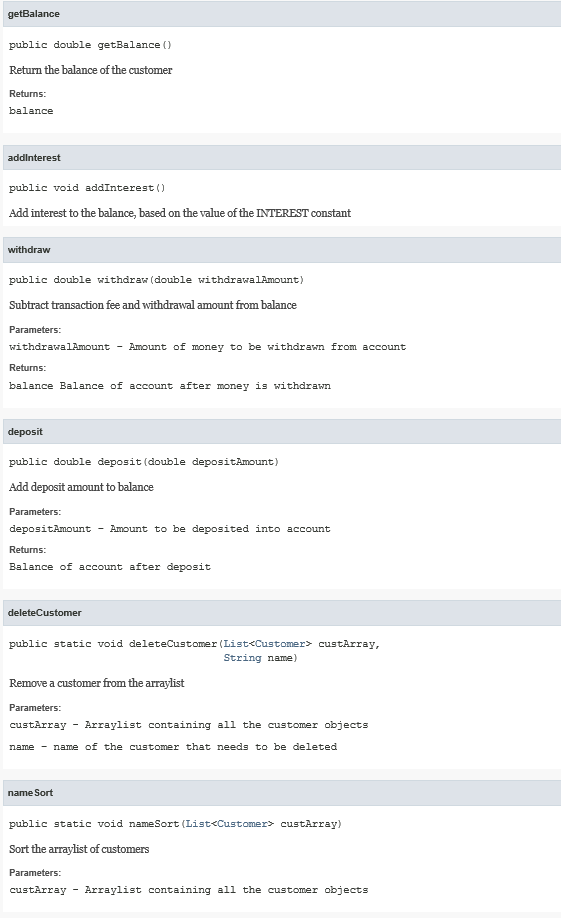 getBalance
public double getBalance()
Return the balance of the customer
Returns:
balance
addInterest
public void addInterest()
Add interest to the balance, based on the value of the INTEREST constant
withdraw
public double withdraw(double withdrawalAmount)
Subtract transaction fee and withdrawal amount from balance
Parameters:
withdrawalAmount - Amount of money to be withdrawn from account
Returns:
balance Balance of account after money is withdrawn
deposit
public double deposit(double depositAmount)
Add deposit amount to balance
Parameters:
depositAmount - Amount to be deposited into account
Returns:
Balance of account after deposit
deleteCustomer
public static void deleteCustomer(List<Customer> custArray,
String name)
Remove a customer from the arraylist
Parameters:
custArray - Arraylist containing all the customer objects
name - name of the customer that needs to be deleted
nameSort
public static void nameSort(List<Customer> custArray)
Sort the arraylist of customers
Parameters:
custArray - Arraylist containing all the customer objects